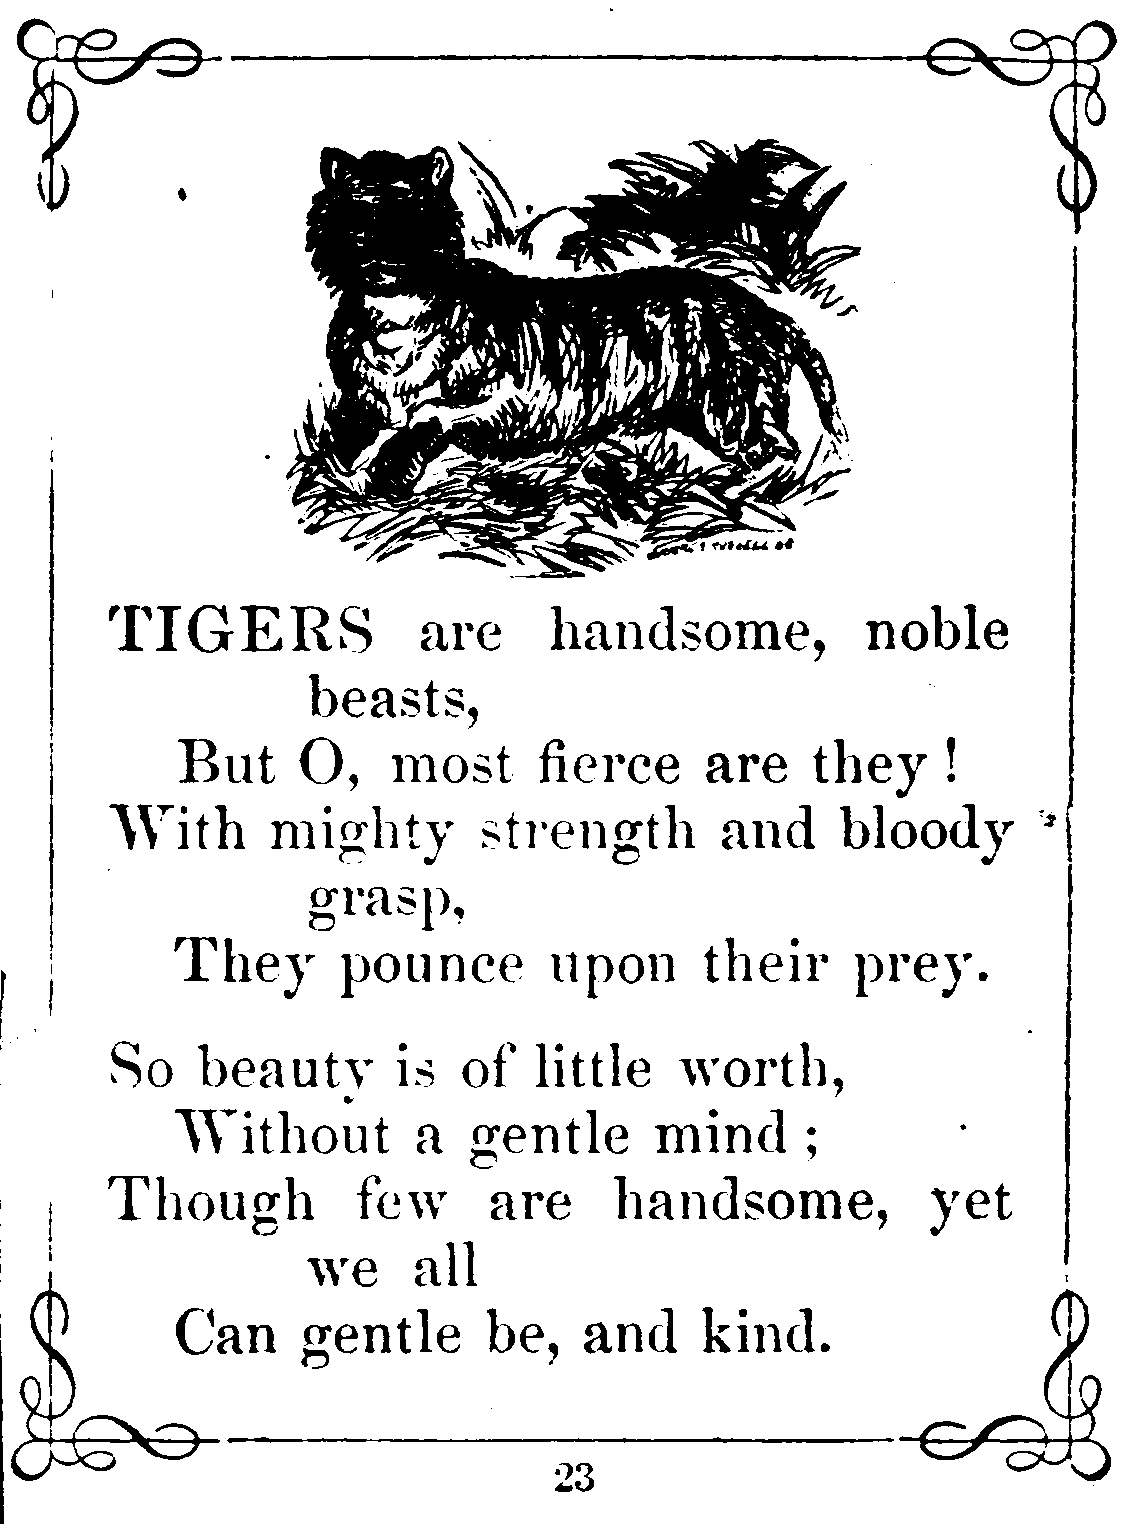 TIGERS are handsome, noble
beasts,
But O, most fierce are they !
With mighty strength and bloody
grasp,
They pounce upon their prey.
So beauty is of little worth,
Without a gentle mind ;
Though few are handsome, yet
we all
Can gentle be, and kind.
23